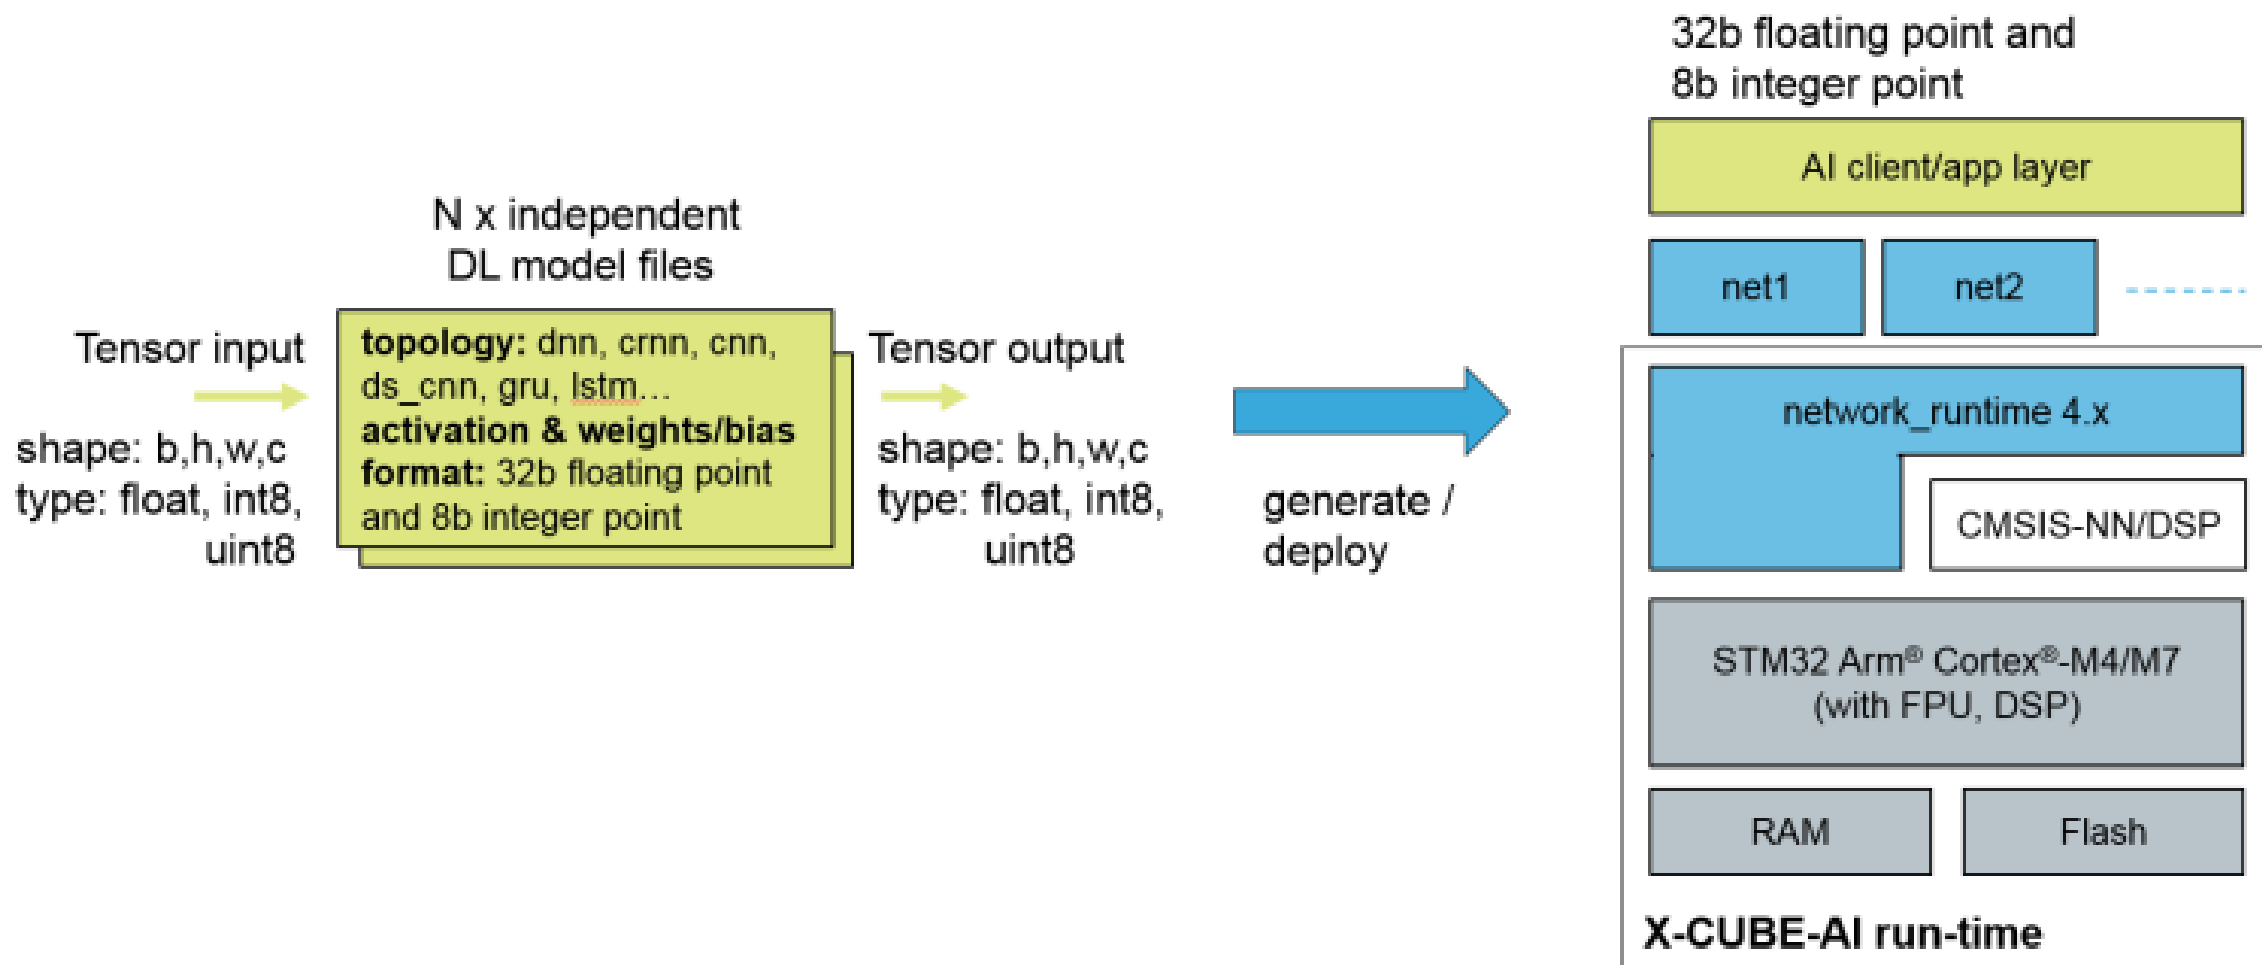 N x independent
DL model files
Tensor input
shape: b,h,w,c
type: float, int8,
uint8
topology: dnn, crnn, cnn,
ds_cnn, gru, lstm...
activation & weights/bias
format: 32b floating point
and 8b integer point
Tensor output
shape: b,h,w,c
type: float, int8,
uint8
generate /
deploy
32b floating point and
8b integer point
AI client/app layer
net1
net2
network_runtime 4.x
CMSIS-NN/DSP
STM32 Arm® Cortex®-M4/M7
(with FPU, DSP)
RAM
Flash
X-CUBE-AI run-time